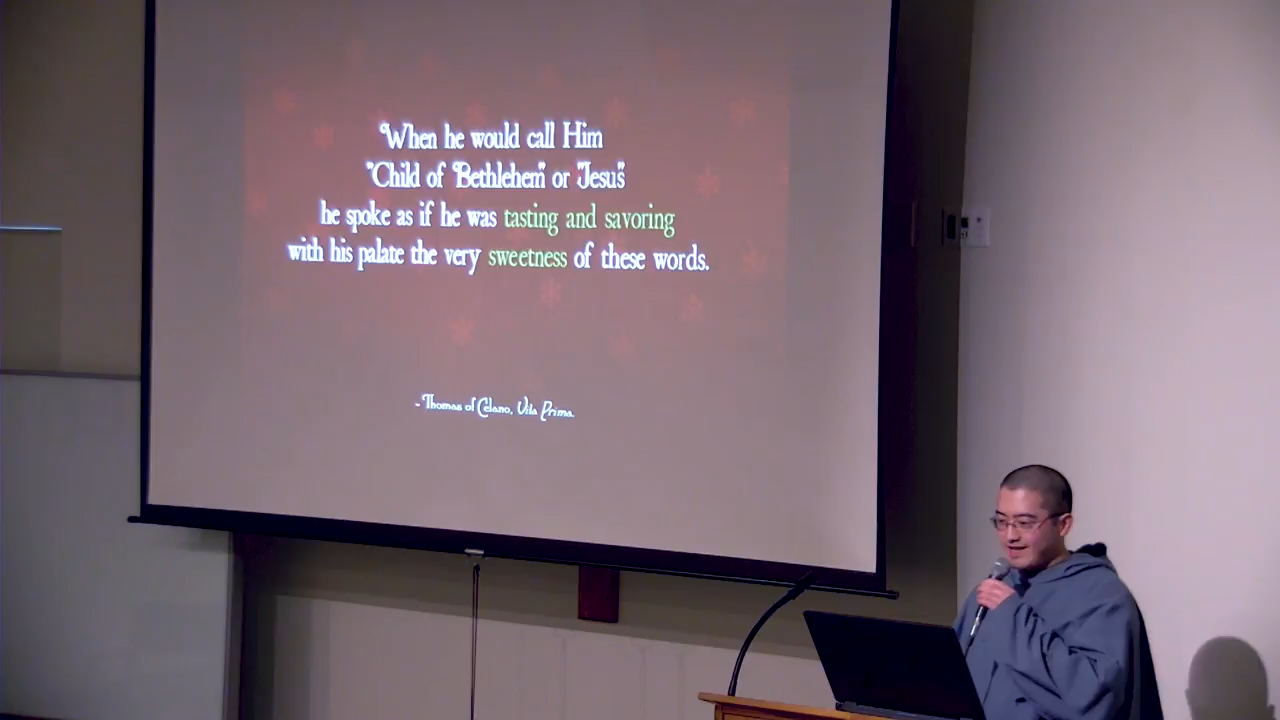 When he would call Him
"Child of Bethlehem" or "Jesus"
he spoke as if he was tasting and savoring
with his palate the very sweetness of these words.
- Thomas of Celano, Vita Prima.